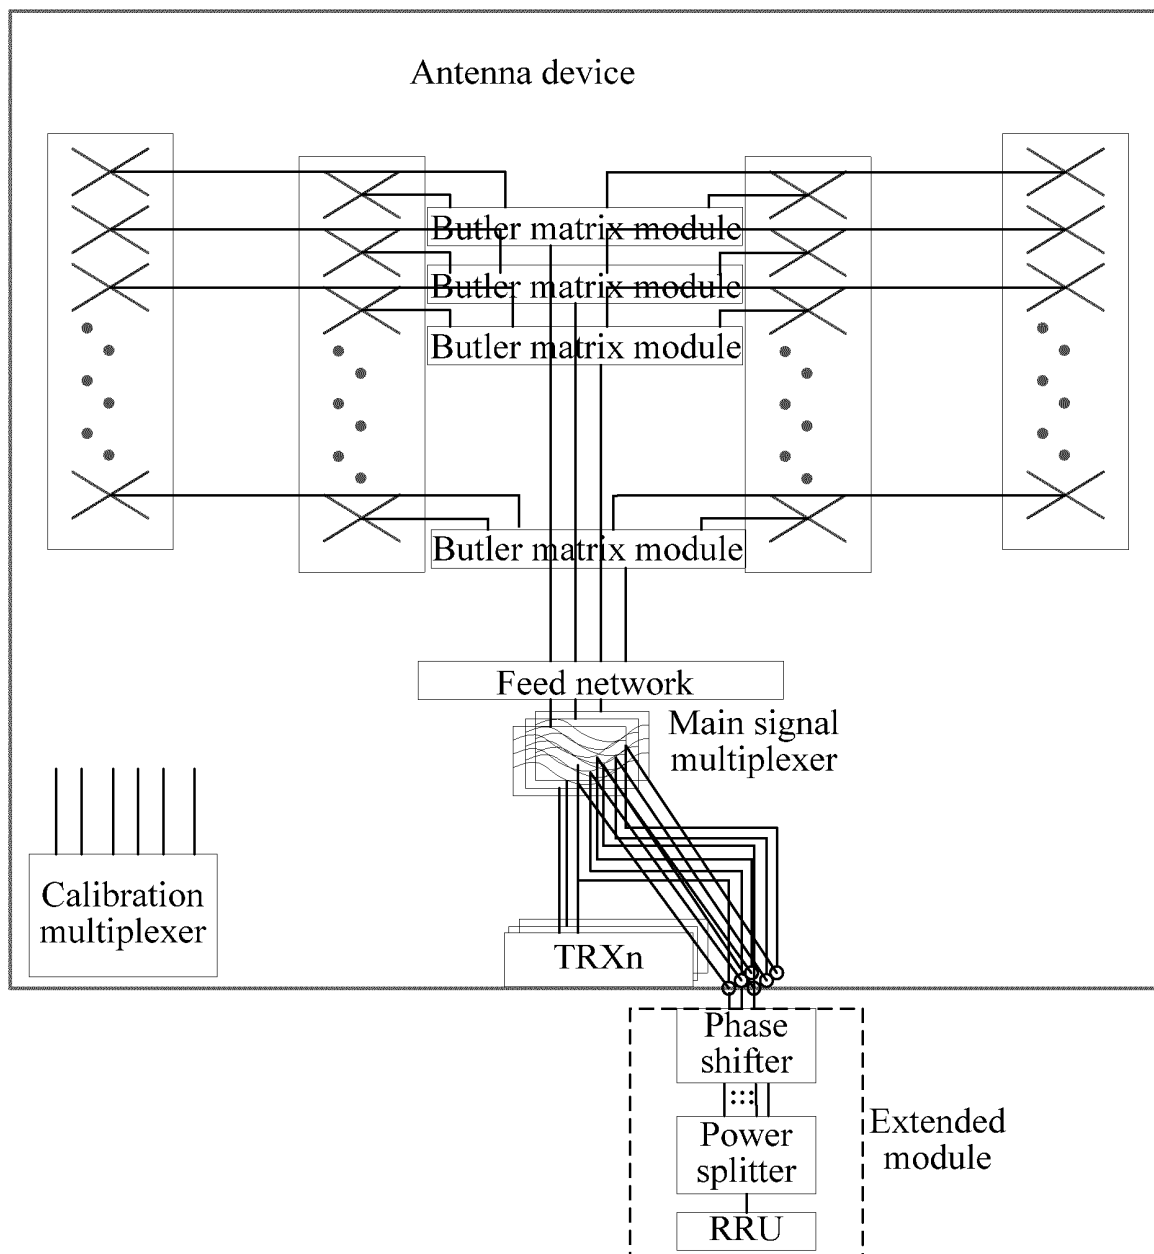 Antenna device
Butler matrix module
Butler matrix module
Butler matrix module
Butler matrix module
Feed network
Main signal
multiplexer
Calibration
multiplexer
TRXn
Phase
shifter
Power
splitter
Extended
module
RRU